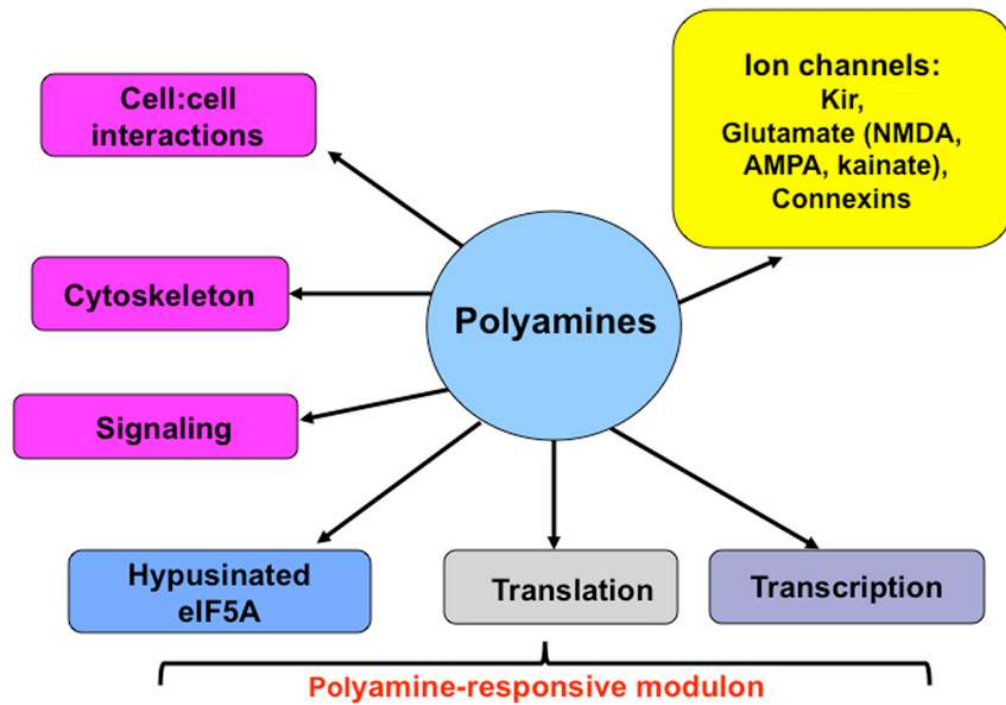 Ion channels:
Kir,
Glutamate (NMDA,
AMPA, kainate),
Connexins
Cell:cell
interactions
Cytoskeleton
Polyamines
Signaling
Hypusinated
eIF5A
Translation
Transcription
Polyamine-responsive modulon